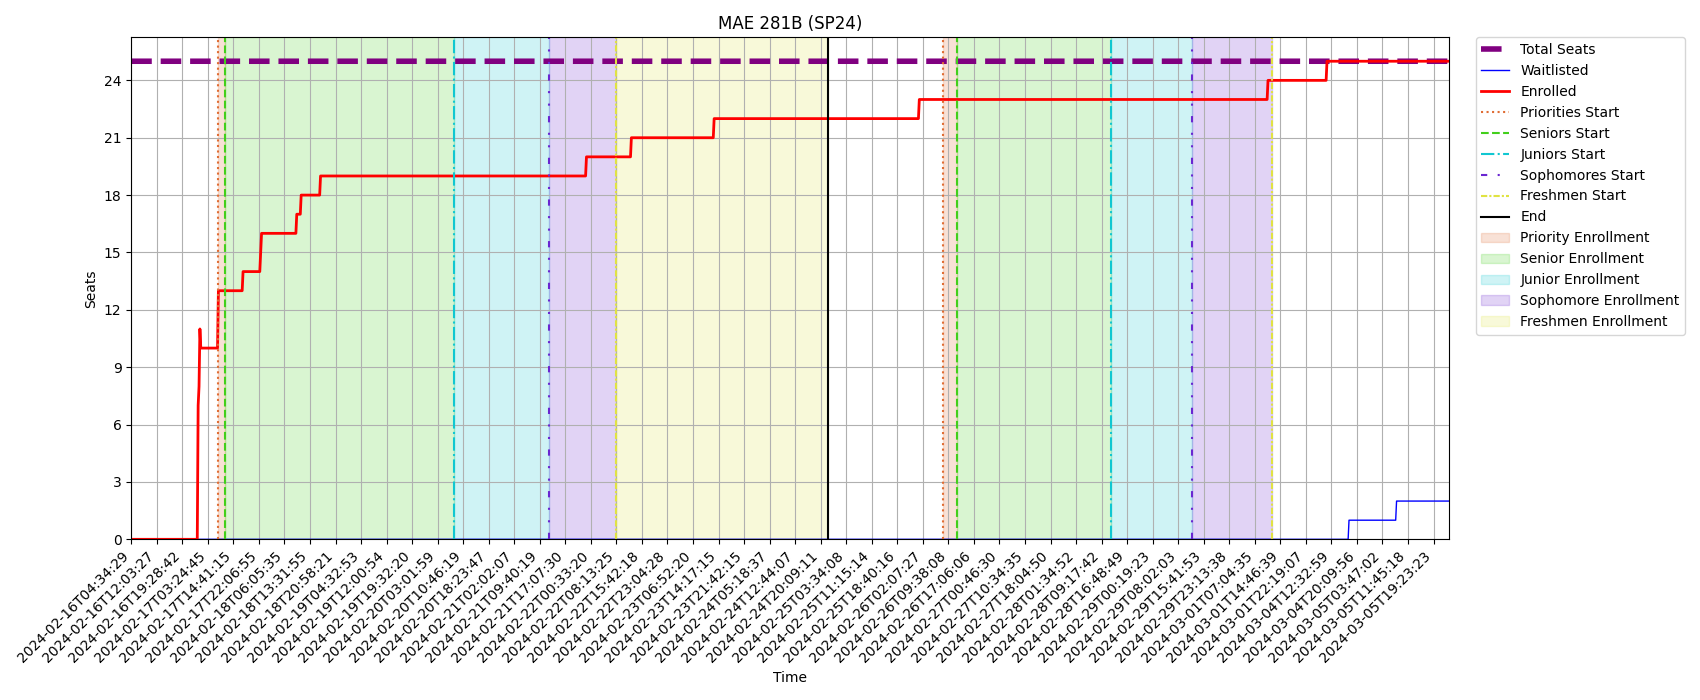 MAE 281B (SP24)
Seats
24
21
18
15
12
9
6
3
0
Total Seats
Waitlisted
Enrolled
Priorities Start
Seniors Start
Juniors Start
Sophomores Start
Freshmen Start
End
Priority Enrollment
Senior Enrollment
Junior Enrollment
Sophomore Enrollment
Freshmen Enrollment
2024-02-16T04:34:29
2024-02-16T12:03:27
2024-02-16T19:28:42
2024-02-17T03:24:45
2024-02-17T14:41:15
2024-02-17T22:06:55
2024-02-18T06:05:35
2024-02-18T13:31:55
2024-02-18T20:58:21
2024-02-19T04:32:53
2024-02-19T12:00:54
2024-02-19T19:32:20
2024-02-20T03:01:59
2024-02-20T10:46:19
2024-02-20T18:23:47
2024-02-21T02:02:07
2024-02-21T09:40:19
2024-02-21T17:07:30
2024-02-22T00:33:20
2024-02-22T08:13:25
2024-02-22T15:42:18
2024-02-22T23:04:28
2024-02-23T06:52:20
2024-02-23T14:17:15
2024-02-23T21:42:15
2024-02-24T05:18:37
2024-02-24T12:44:07
2024-02-24T20:09:11
2024-02-25T03:34:08
2024-02-25T11:15:14
2024-02-25T18:40:16
2024-02-26T02:07:27
2024-02-26T09:38:08
2024-02-26T17:06:06
2024-02-27T00:46:30
2024-02-27T10:34:35
2024-02-27T18:04:50
2024-02-28T01:34:52
2024-02-28T09:17:42
2024-02-28T16:48:49
2024-02-29T00:19:23
2024-02-29T08:02:03
2024-02-29T15:41:53
2024-02-29T23:13:38
2024-03-01T07:04:35
2024-03-01T14:46:39
2024-03-01T22:19:07
2024-03-04T12:32:59
2024-03-04T20:09:56
2024-03-05T03:47:02
2024-03-05T11:45:18
2024-03-05T19:23:23
Time